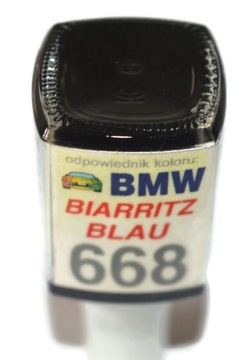 odpowiednik koloru:
BMW
BIARRITZ
BLAU
668